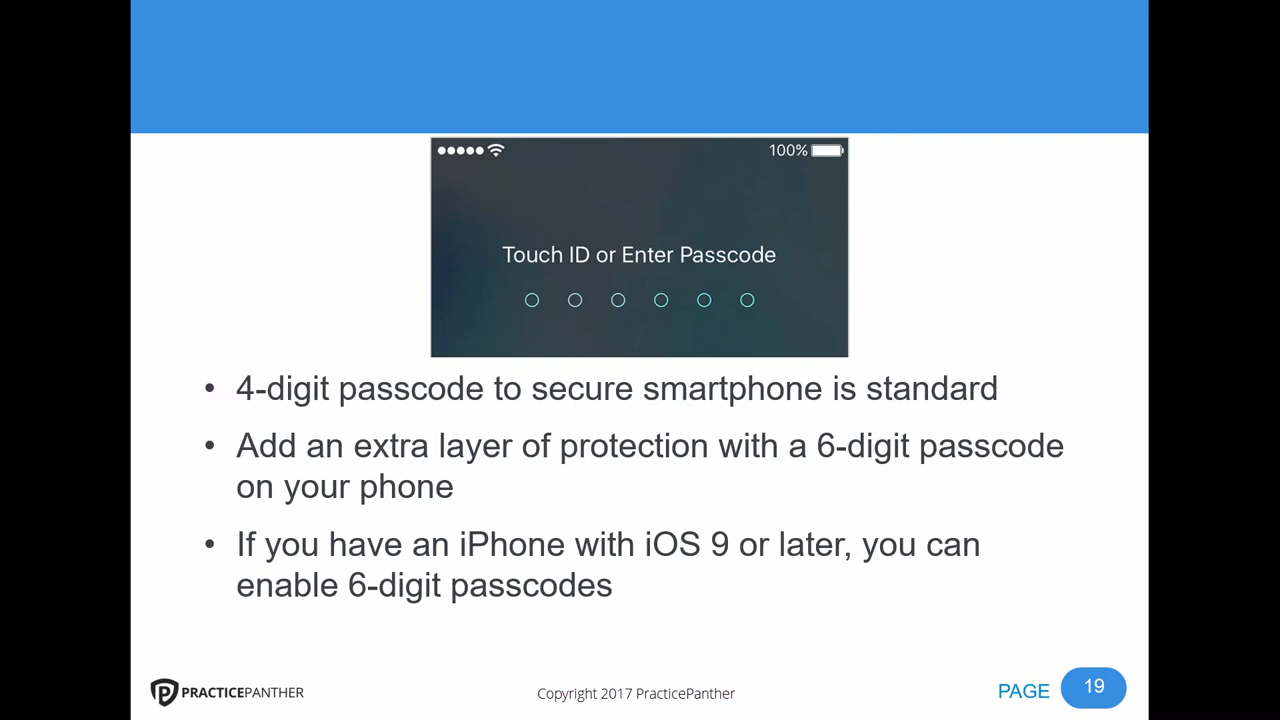 100%
Touch ID or Enter Passcode
• 4-digit passcode to secure smartphone is standard
• Add an extra layer of protection with a 6-digit passcode
on your phone
• If you have an iPhone with iOS 9 or later, you can
enable 6-digit passcodes
PRACTICEPANTHER
Copyright 2017 PracticePanther
PAGE 19